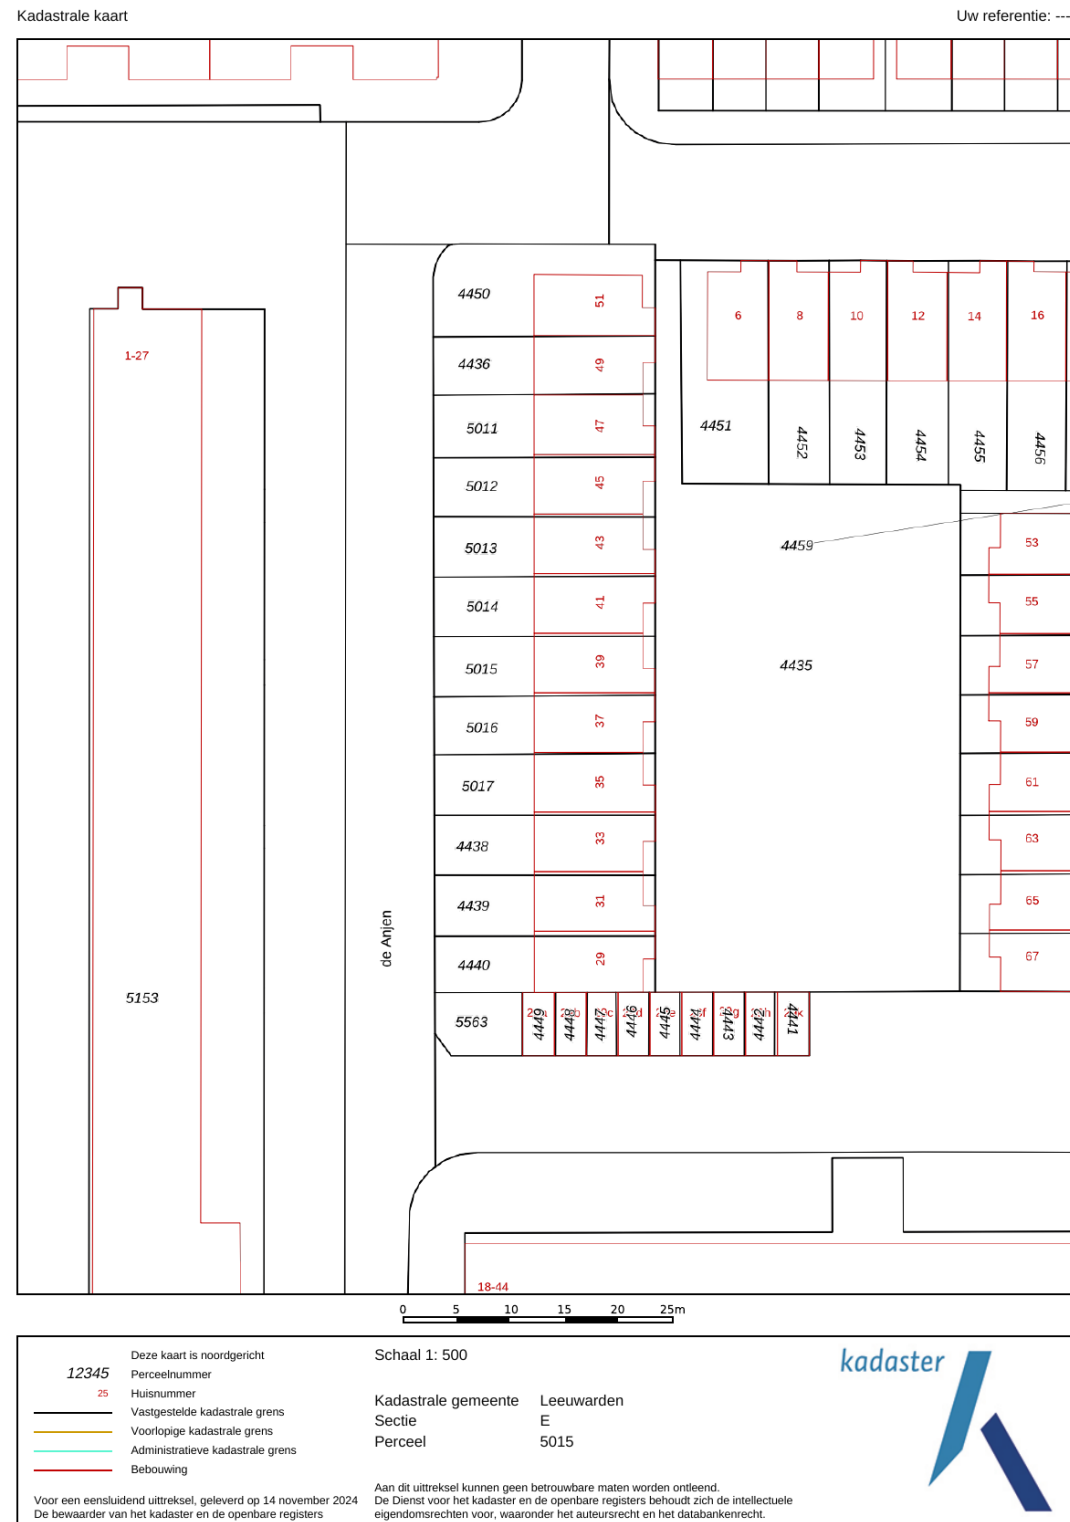 Kadastrale kaart
Uw referentie: ---
4450
51
6
8
10
12
14
16
1-27
4436
49
5011
47
4451
4452
4453
4454
4455
4456
5012
45
5013
43
4459
53
5014
41
55
5015
39
4435
57
5016
37
59
5017
35
61
4438
33
63
4439
31
65
de Anjen
4440
29
67
5153
5563
4449
4448
4447
4446
4445
4444
4443
4442
4441
18-44
0 5 10 15 20 25m
Deze kaart is noordgericht
12345 Perceelnummer
25 Huisnummer
Vastgestelde kadastrale grens
Voorlopige kadastrale grens
Administratieve kadastrale grens
Bebouwing
Voor een eensluidend uittreksel, geleverd op 14 november 2024
De bewaarder van het kadaster en de openbare registers
Schaal 1: 500
Kadastrale gemeente Leeuwarden
Sectie E
Perceel 5015
Aan dit uittreksel kunnen geen betrouwbare maten worden ontleend.
De Dienst voor het kadaster en de openbare registers behoudt zich de intellectuele
eigendomsrechten voor, waaronder het auteursrecht en het databankenrecht.
kadaster